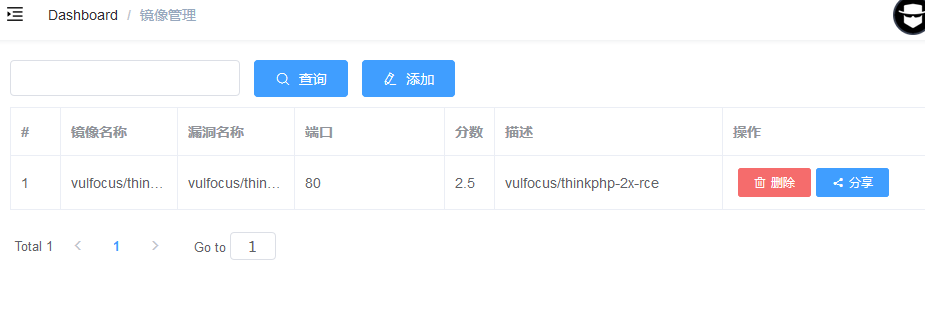 Dashboard / 镜像管理
查询 添加
# 镜像名称 漏洞名称 端口 分数 描述 操作
1 vulfocus/thin... vulfocus/thin... 80 2.5 vulfocus/thinkphp-2x-rce 删除 分享
Total 1 1 Go to 1